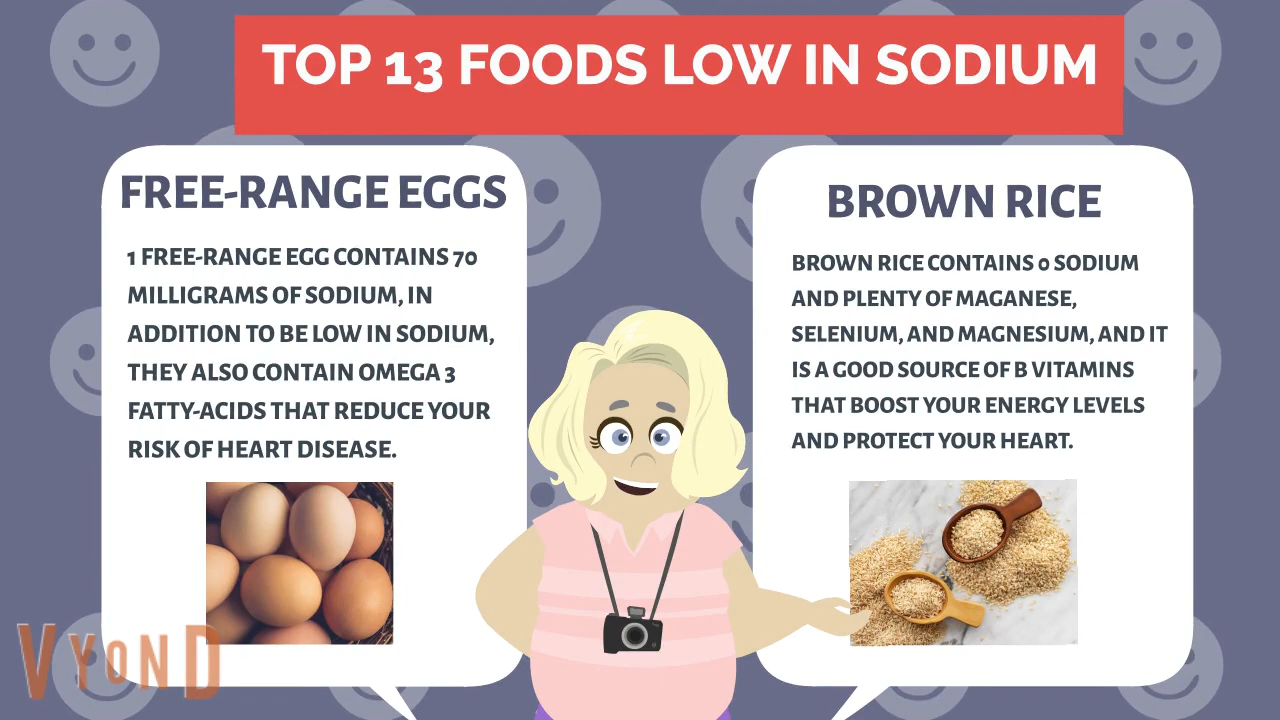 TOP 13 FOODS LOW IN SODIUM
FREE-RANGE EGGS
1 FREE-RANGE EGG CONTAINS 70
MILLIGRAMS OF SODIUM, IN
ADDITION TO BE LOW IN SODIUM,
THEY ALSO CONTAIN OMEGA 3
FATTY-ACIDS THAT REDUCE YOUR
RISK OF HEART DISEASE.
BROWN RICE
BROWN RICE CONTAINS 0 SODIUM
AND PLENTY OF MAGANESE,
SELENIUM, AND MAGNESIUM, AND IT
IS A GOOD SOURCE OF B VITAMINS
THAT BOOST YOUR ENERGY LEVELS
AND PROTECT YOUR HEART.
VYOND